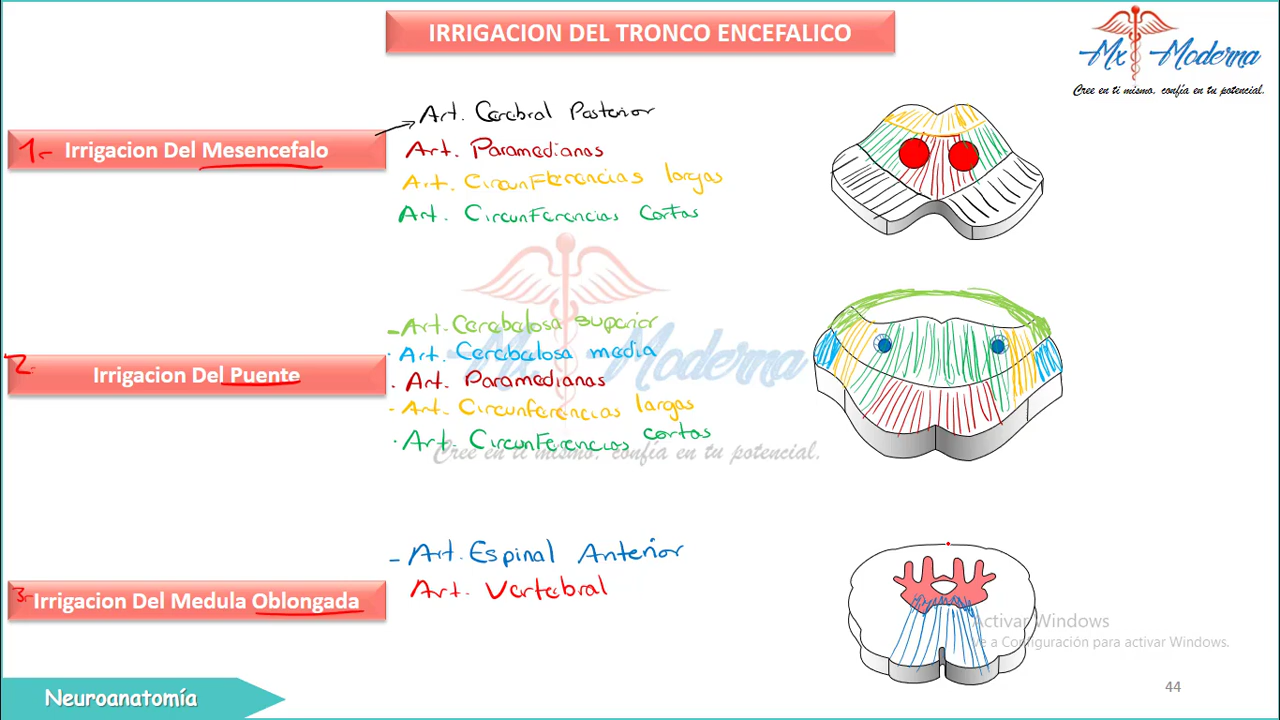 IRRIGACION DEL TRONCO ENCEFALICO
Mx Moderna
Cree en ti mismo, confía en tu potencial.
1- Irrigacion Del Mesencefalo
Art. Cerebral Posterior
Art. Paramedianas
Art. Circunferencias largas
Art. Circunferencias Cortas
2- Irrigacion Del Puente
- Art. Cerebelosa superior
· Art. Cerebelosa media
· Art. Paramedianas
- Art. Circunferencias largas
· Art. Circunferencias cortas
Mx Moderna
Cree en ti mismo, confía en tu potencial.
3- Irrigacion Del Medula Oblongada
- Art. Espinal Anterior
Art. Vertebral
Activar Windows
Ve a Configuración para activar Windows.
Neuroanatomía
44